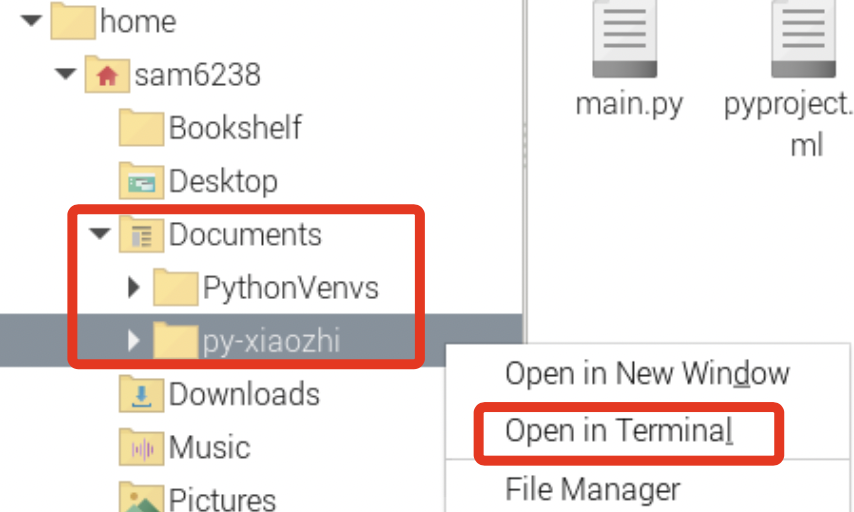 home
sam6238
Bookshelf
Desktop
Documents
PythonVenvs
py-xiaozhi
Downloads
Music
Pictures
main.py
pyproject.
ml
Open in New Window
Open in Terminal
File Manager